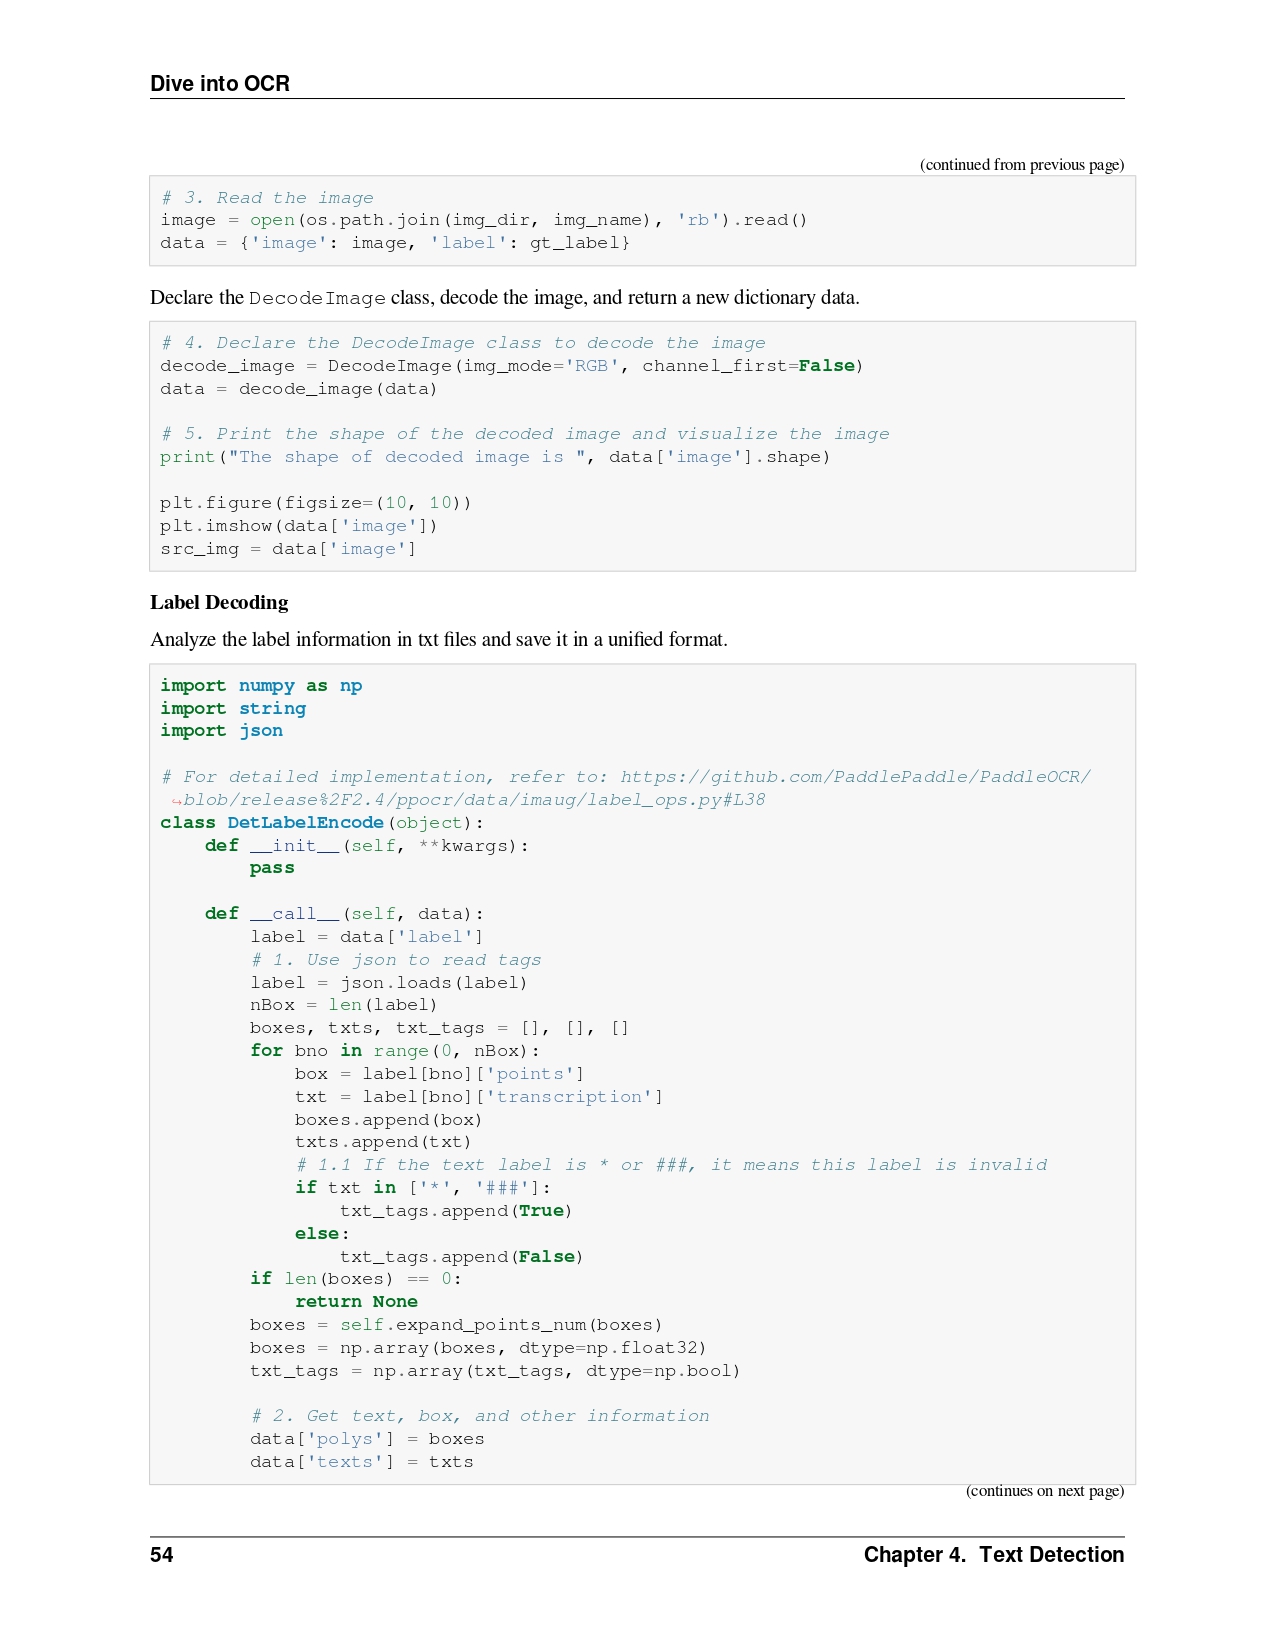 Dive into OCR
(continued from previous page)
# 3. Read the image
image = open(os.path.join(img_dir, img_name), 'rb').read()
data = {'image': image, 'label': gt_label}
Declare the DecodeImage class, decode the image, and return a new dictionary data.
# 4. Declare the DecodeImage class to decode the image
decode_image = DecodeImage(img_mode='RGB', channel_first=False)
data = decode_image(data)
# 5. Print the shape of the decoded image and visualize the image
print("The shape of decoded image is ", data['image'].shape)
plt.figure(figsize=(10, 10))
plt.imshow(data['image'])
src_img = data['image']
Label Decoding
Analyze the label information in txt files and save it in a unified format.
import numpy as np
import string
import json
# For detailed implementation, refer to: https://github.com/PaddlePaddle/PaddleOCR/
↪blob/release%2F2.4/ppocr/data/imaug/label_ops.py#L38
class DetLabelEncode(object):
    def __init__(self, **kwargs):
        pass
    def __call__(self, data):
        label = data['label']
        # 1. Use json to read tags
        label = json.loads(label)
        nBox = len(label)
        boxes, txts, txt_tags = [], [], []
        for bno in range(0, nBox):
            box = label[bno]['points']
            txt = label[bno]['transcription']
            boxes.append(box)
            txts.append(txt)
            # 1.1 If the text label is * or ###, it means this label is invalid
            if txt in ['*', '###']:
                txt_tags.append(True)
            else:
                txt_tags.append(False)
        if len(boxes) == 0:
            return None
        boxes = self.expand_points_num(boxes)
        boxes = np.array(boxes, dtype=np.float32)
        txt_tags = np.array(txt_tags, dtype=np.bool)
        # 2. Get text, box, and other information
        data['polys'] = boxes
        data['texts'] = txts
(continues on next page)
54
Chapter 4. Text Detection